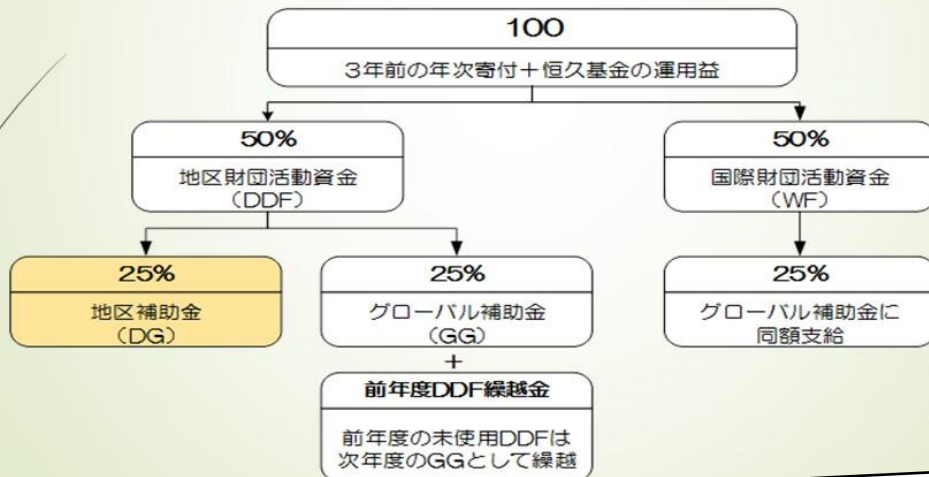 100
3年前の年次寄付＋恒久基金の運用益
50%
地区財団活動資金
（DDF）
50%
国際財団活動資金
（WF）
25%
地区補助金
（DG）
25%
グローバル補助金
（GG）
25%
グローバル補助金に
同額支給
+
前年度DDF繰越金
前年度の未使用DDFは
次年度のGGとして繰越